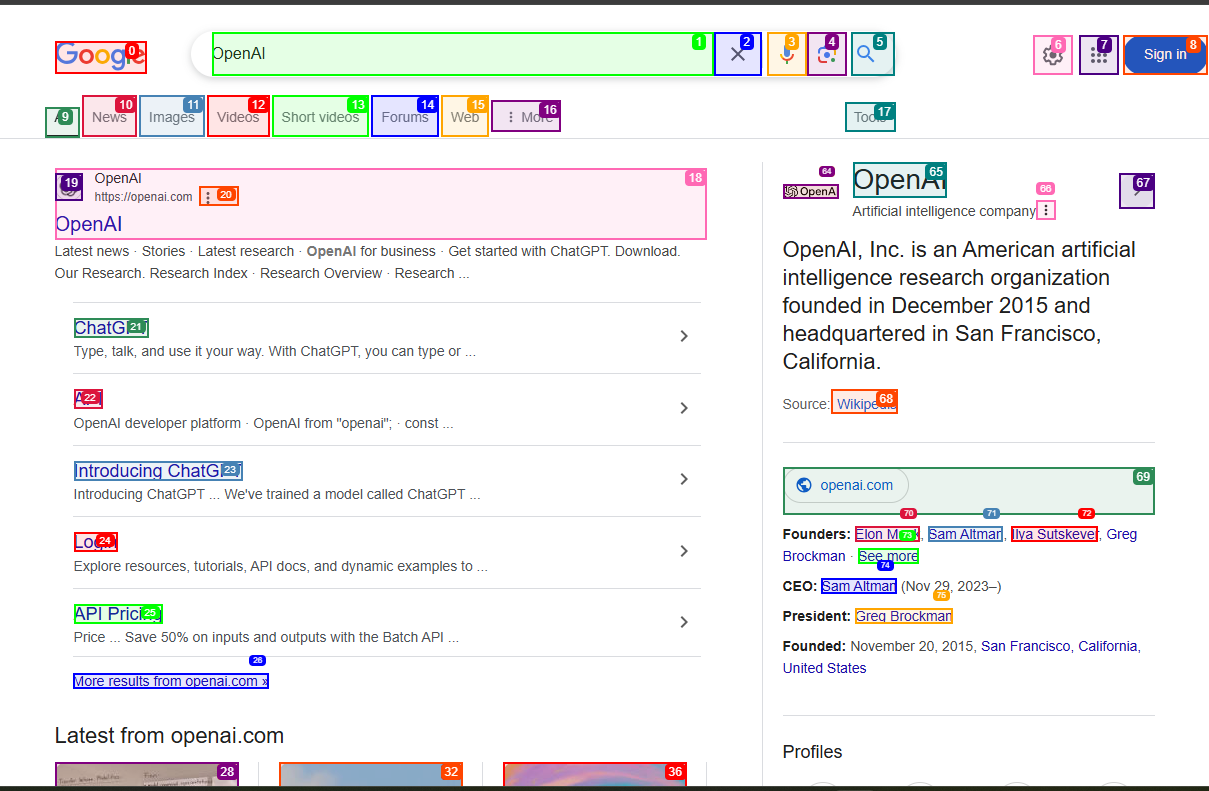 Google
OpenAI
Sign in
News Images Videos Short videos Forums Web More Tools
OpenAI
https://openai.com
OpenAI
Latest news · Stories · Latest research · OpenAI for business · Get started with ChatGPT. Download.
Our Research. Research Index · Research Overview · Research ...
ChatGPT
Type, talk, and use it your way. With ChatGPT, you can type or ...
API
OpenAI developer platform · OpenAI from "openai"; · const ...
Introducing ChatGPT
Introducing ChatGPT ... We've trained a model called ChatGPT ...
Login
Explore resources, tutorials, API docs, and dynamic examples to ...
API Pricing
Price ... Save 50% on inputs and outputs with the Batch API ...
More results from openai.com »
Latest from openai.com
OpenAI
Artificial intelligence company
OpenAI, Inc. is an American artificial
intelligence research organization
founded in December 2015 and
headquartered in San Francisco,
California.
Source: Wikipedia
openai.com
Founders: Elon Musk, Sam Altman, Ilya Sutskever, Greg
Brockman · See more
CEO: Sam Altman (Nov 29, 2023–)
President: Greg Brockman
Founded: November 20, 2015, San Francisco, California,
United States
Profiles
0
1
2
3
4
5
6
7
8
9
10
11
12
13
14
15
16
17
18
19
20
21
22
23
24
25
26
28
32
36
64
65
66
67
68
69
70
71
72
73
74
75